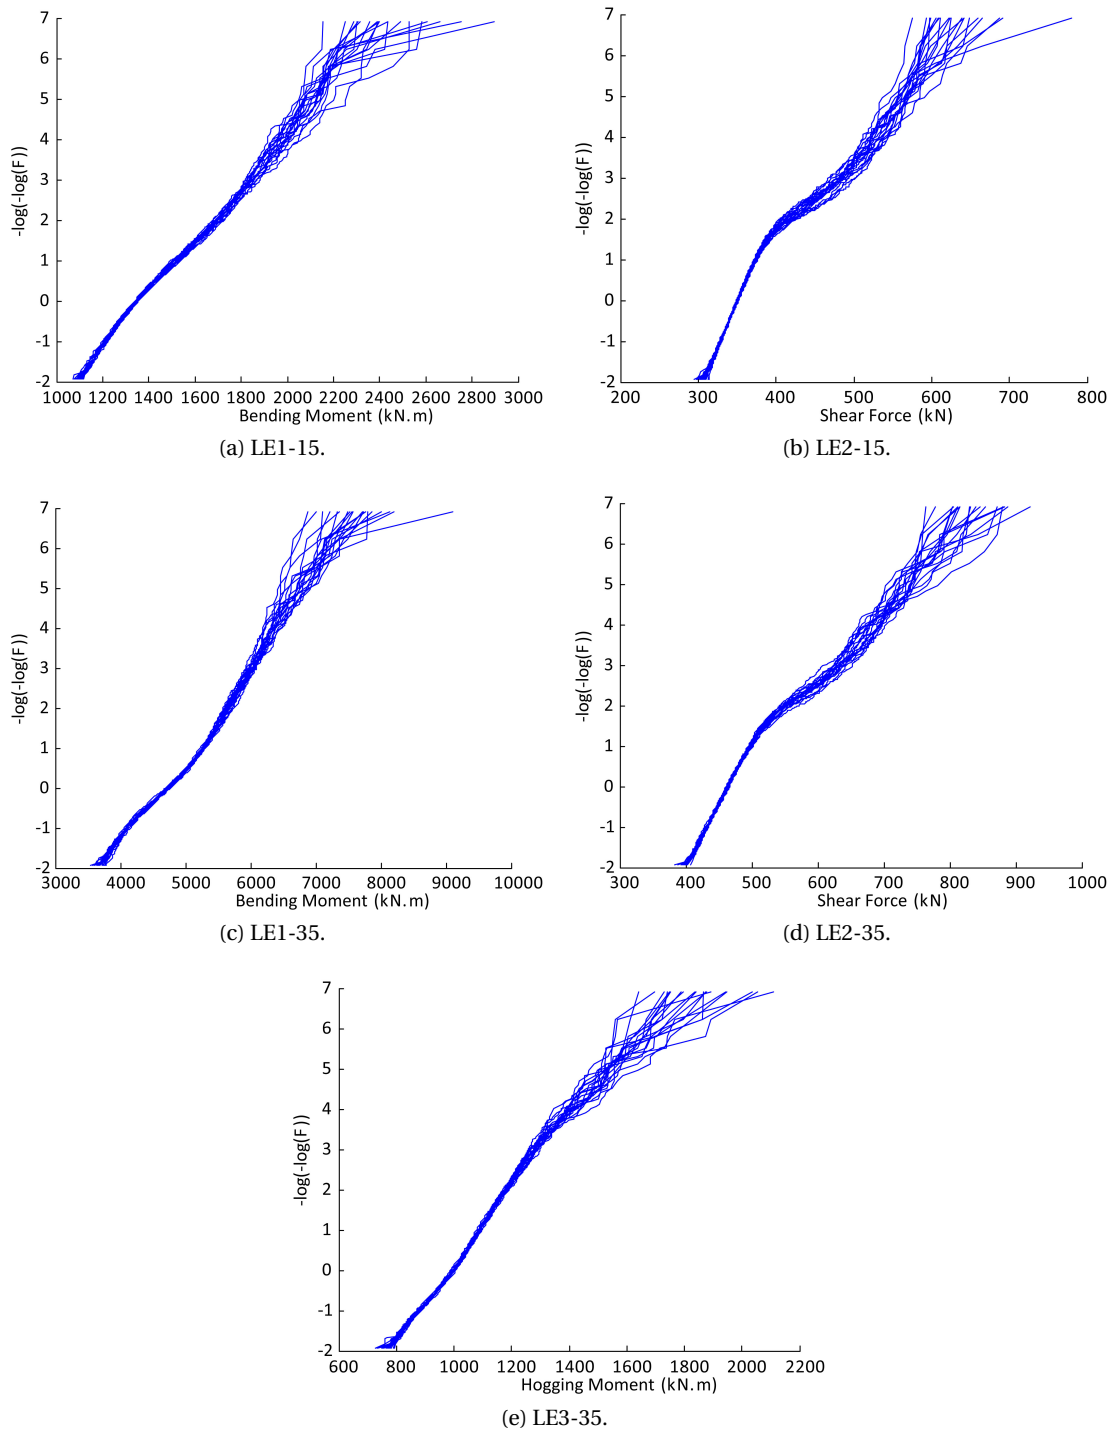 7
6
5
4
3
2
1
0
-1
-2
-log(-log(F))
1000 1200 1400 1600 1800 2000 2200 2400 2600 2800 3000
Bending Moment (kN.m)
(a) LE1-15.
7
6
5
4
3
2
1
0
-1
-2
-log(-log(F))
200 300 400 500 600 700 800
Shear Force (kN)
(b) LE2-15.
7
6
5
4
3
2
1
0
-1
-2
-log(-log(F))
3000 4000 5000 6000 7000 8000 9000 10000
Bending Moment (kN.m)
(c) LE1-35.
7
6
5
4
3
2
1
0
-1
-2
-log(-log(F))
300 400 500 600 700 800 900 1000
Shear Force (kN)
(d) LE2-35.
7
6
5
4
3
2
1
0
-1
-2
-log(-log(F))
600 800 1000 1200 1400 1600 1800 2000 2200
Hogging Moment (kN.m)
(e) LE3-35.